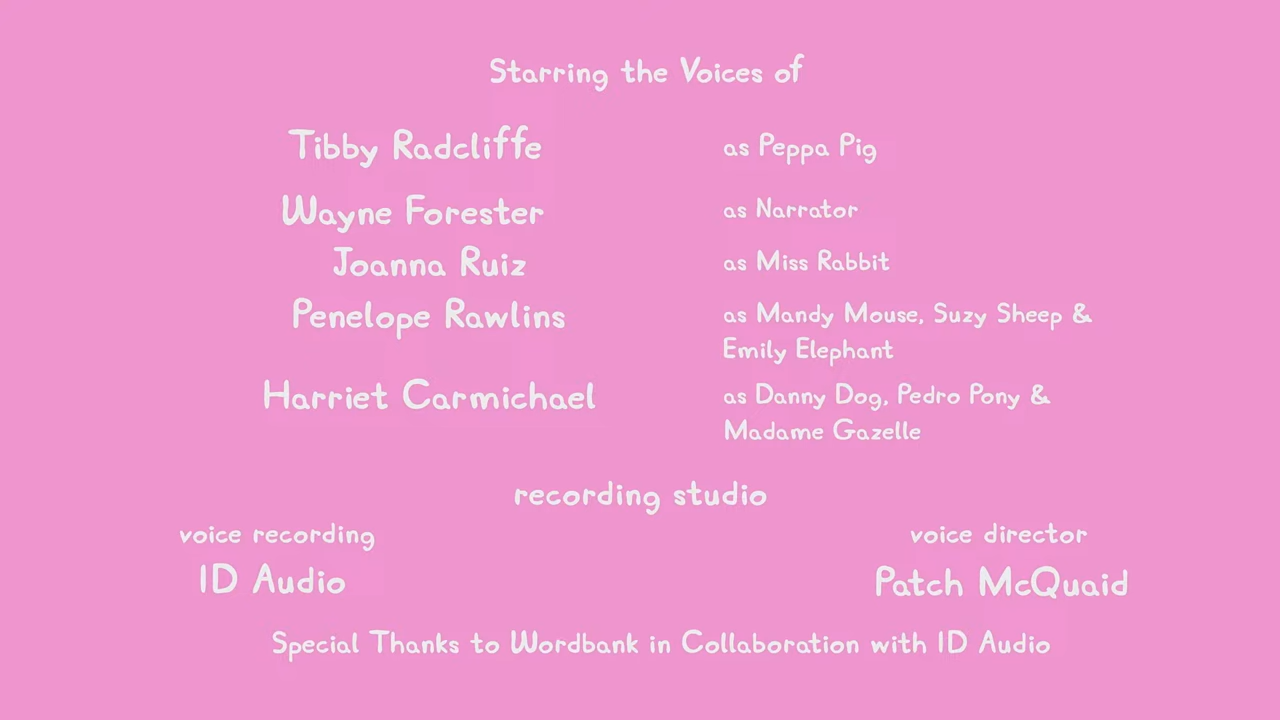 Starring the Voices of
Tibby Radcliffe as Peppa Pig
Wayne Forester as Narrator
Joanna Ruiz as Miss Rabbit
Penelope Rawlins as Mandy Mouse, Suzy Sheep &
Emily Elephant
Harriet Carmichael as Danny Dog, Pedro Pony &
Madame Gazelle
recording studio
voice recording
ID Audio
voice director
Patch McQuaid
Special Thanks to Wordbank in Collaboration with ID Audio